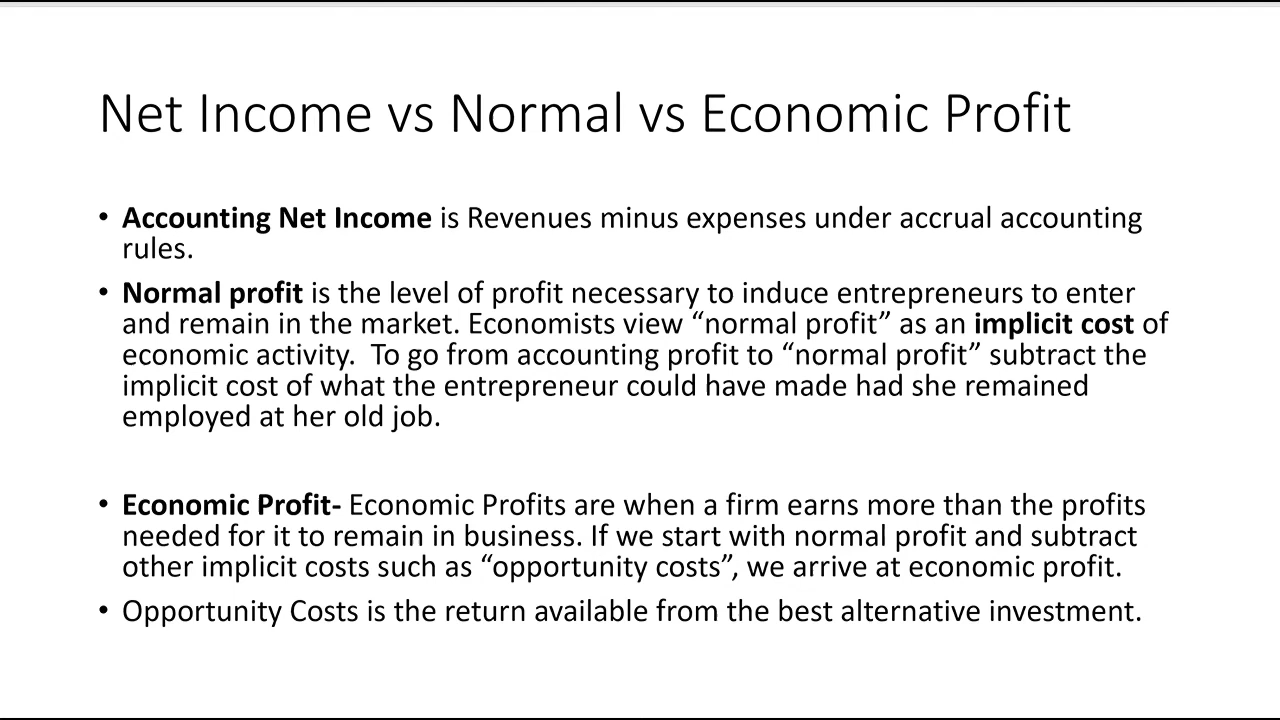 Net Income vs Normal vs Economic Profit
• Accounting Net Income is Revenues minus expenses under accrual accounting
rules.
• Normal profit is the level of profit necessary to induce entrepreneurs to enter
and remain in the market. Economists view “normal profit” as an implicit cost of
economic activity.  To go from accounting profit to “normal profit” subtract the
implicit cost of what the entrepreneur could have made had she remained
employed at her old job.
• Economic Profit- Economic Profits are when a firm earns more than the profits
needed for it to remain in business. If we start with normal profit and subtract
other implicit costs such as “opportunity costs”, we arrive at economic profit.
• Opportunity Costs is the return available from the best alternative investment.